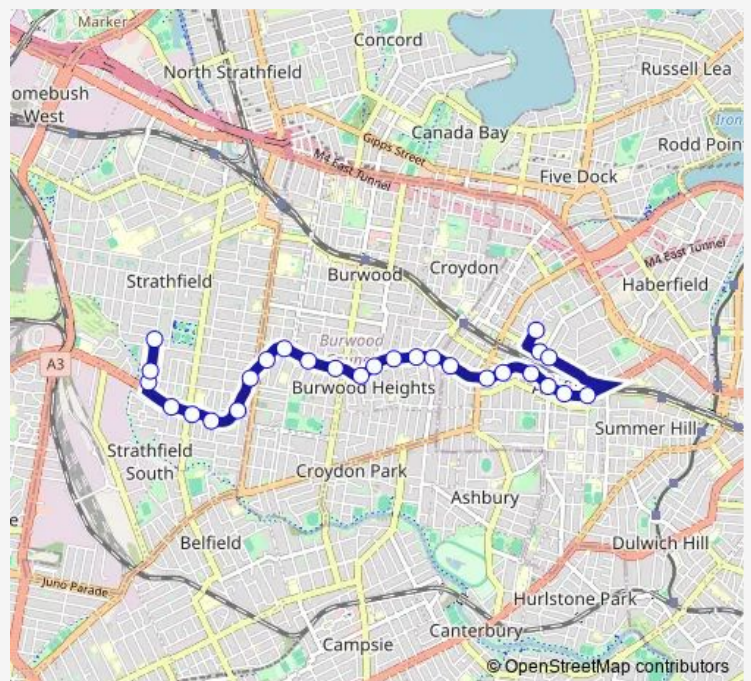 Marker
Concord
North Strathfield
Russell Lea
omebush
West
Canada Bay
Iron
Gipps Street
Rodd Poin
M4 East Tunnel
Five Dock
M4 East Tunnel
Strathfield
Burwood
Croydon
Haberfield
Burwood
A3
Burwood Heights
Summer Hill
Strathfield
South
Croydon Park
Ashbury
e
Belfield
Dulwich Hill
Juno Parade
Hurlstone Park
Canterbury
Campsie
© OpenStreetMap contributors